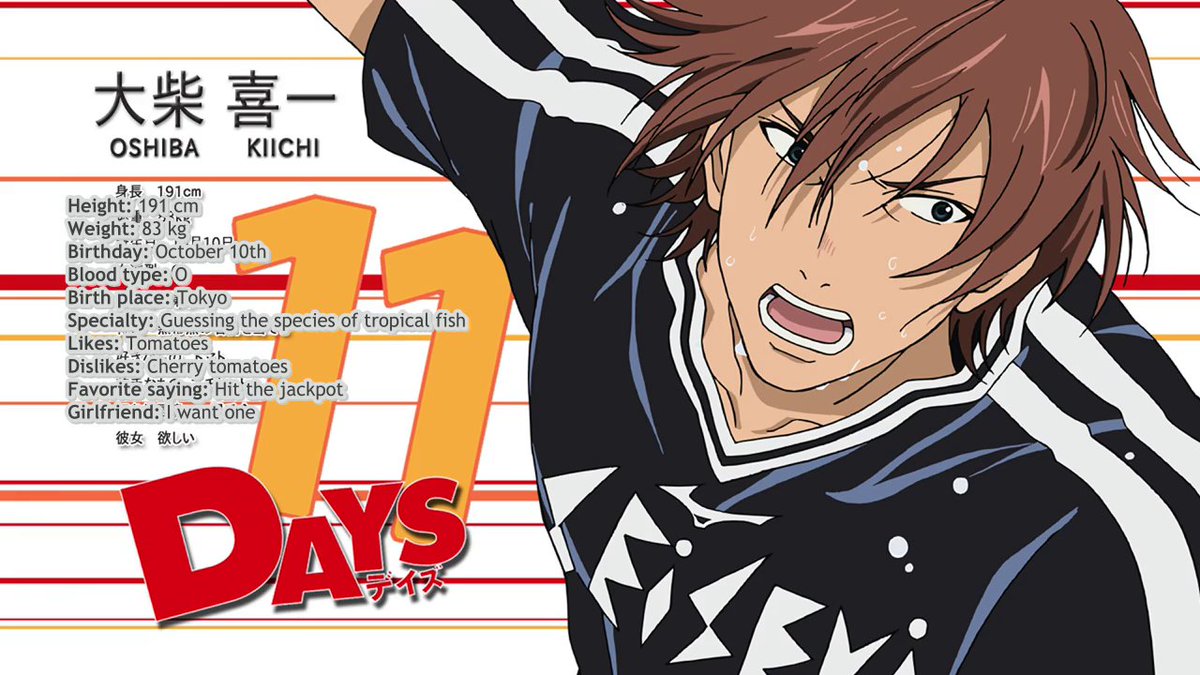 大柴 喜一
OSHIBA KIICHI
身長 191cm
Height: 191 cm
Weight: 83 kg
Birthday: October 10th
Blood type: O
Birth place: Tokyo
Specialty: Guessing the species of tropical fish
Likes: Tomatoes
Dislikes: Cherry tomatoes
Favorite saying: Hit the jackpot
Girlfriend: I want one
彼女 欲しい
11
DAYS
デイズ